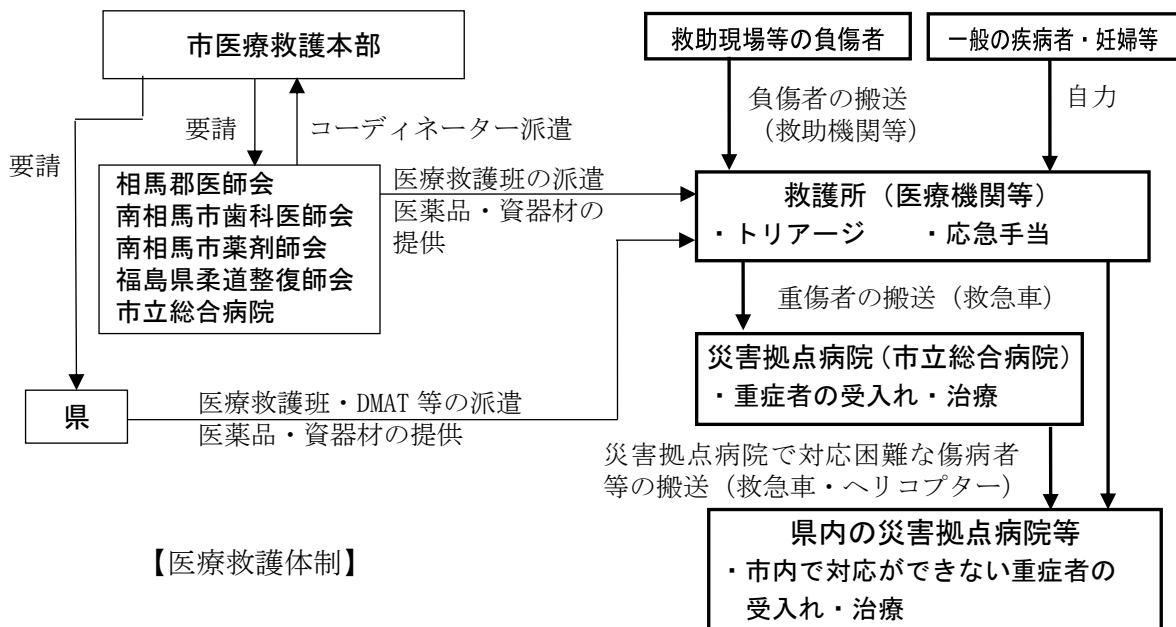 市医療救護本部
救助現場等の負傷者
一般の疾病者・妊婦等
負傷者の搬送
（救助機関等）
自力
要請
コーディネーター派遣
要請
相馬郡医師会
南相馬市歯科医師会
南相馬市薬剤師会
福島県柔道整復師会
市立総合病院
医療救護班の派遣
医薬品・資器材の
提供
救護所（医療機関等）
・トリアージ　　・応急手当
重傷者の搬送（救急車）
災害拠点病院（市立総合病院）
・重症者の受入れ・治療
県
医療救護班・DMAT 等の派遣
医薬品・資器材の提供
災害拠点病院で対応困難な傷病者
等の搬送（救急車・ヘリコプター）
県内の災害拠点病院等
・市内で対応ができない重症者の
受入れ・治療
【医療救護体制】